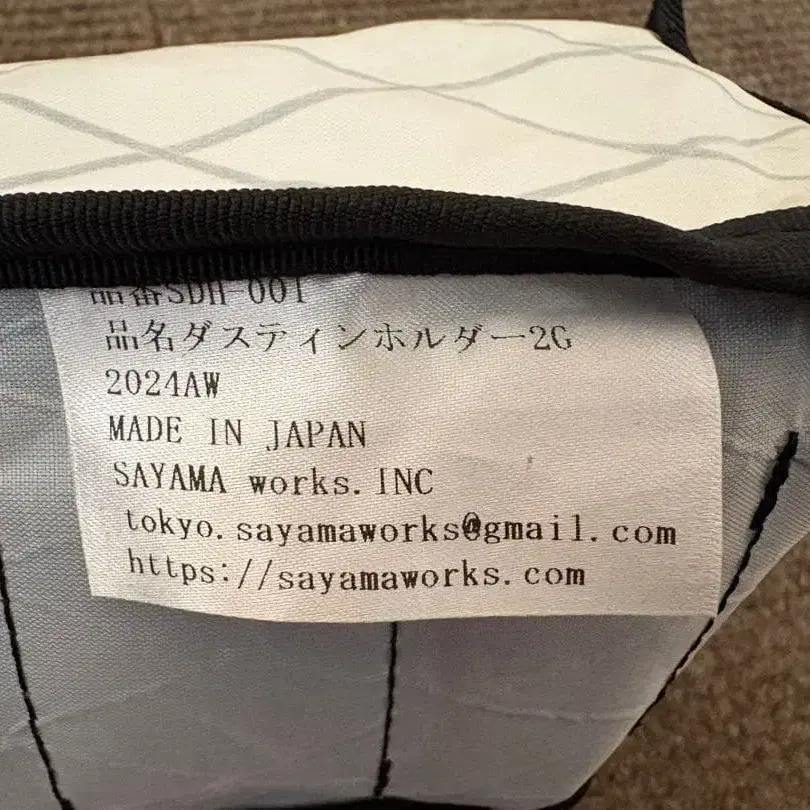 品番SDH-001
品名ダスティンホルダー2G
2024AW
MADE IN JAPAN
SAYAMA works.INC
tokyo.sayamaworks@gmail.com
https://sayamaworks.com